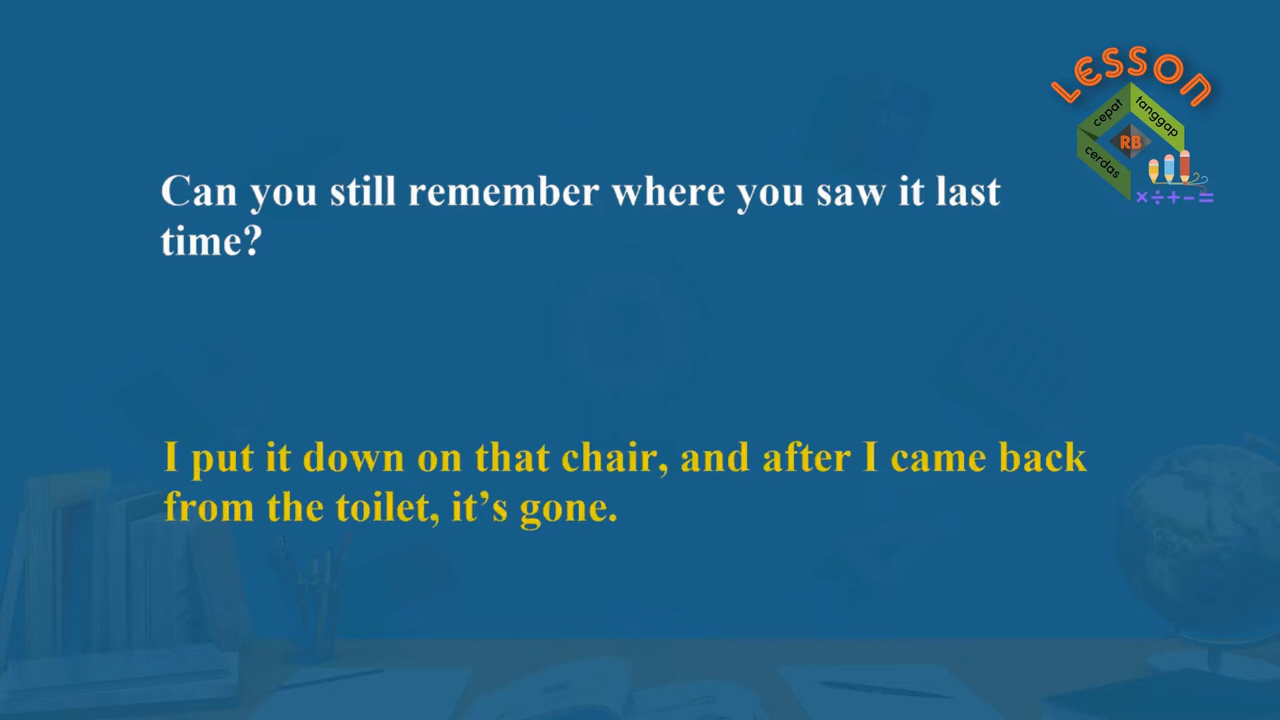 LESSON
cepat tanggap
RB
cerdas
×÷+−=
Can you still remember where you saw it last
time?
I put it down on that chair, and after I came back
from the toilet, it’s gone.